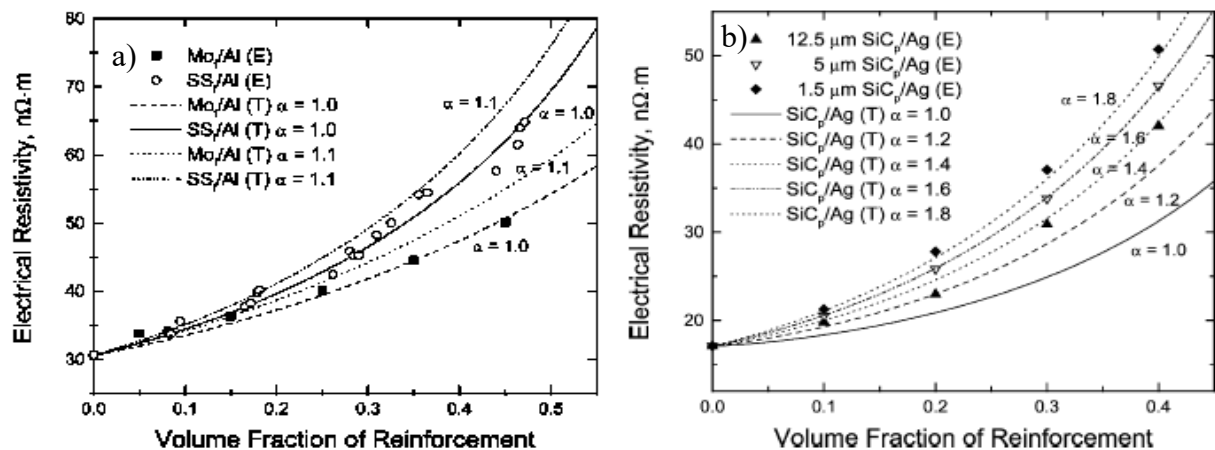 a)
Electrical Resistivity, nΩ·m
80
70
60
50
40
30
Mo_f/Al (E)
SS_f/Al (E)
Mo_f/Al (T) α = 1.0
SS_f/Al (T) α = 1.0
Mo_f/Al (T) α = 1.1
SS_f/Al (T) α = 1.1
α = 1.1
α = 1.0
α = 1.1
α = 1.0
0.0 0.1 0.2 0.3 0.4 0.5
Volume Fraction of Reinforcement
b)
Electrical Resistivity, nΩ·m
50
40
30
20
12.5 μm SiC_p/Ag (E)
5 μm SiC_p/Ag (E)
1.5 μm SiC_p/Ag (E)
SiC_p/Ag (T) α = 1.0
SiC_p/Ag (T) α = 1.2
SiC_p/Ag (T) α = 1.4
SiC_p/Ag (T) α = 1.6
SiC_p/Ag (T) α = 1.8
α = 1.8
α = 1.6
α = 1.4
α = 1.2
α = 1.0
0.0 0.1 0.2 0.3 0.4
Volume Fraction of Reinforcement